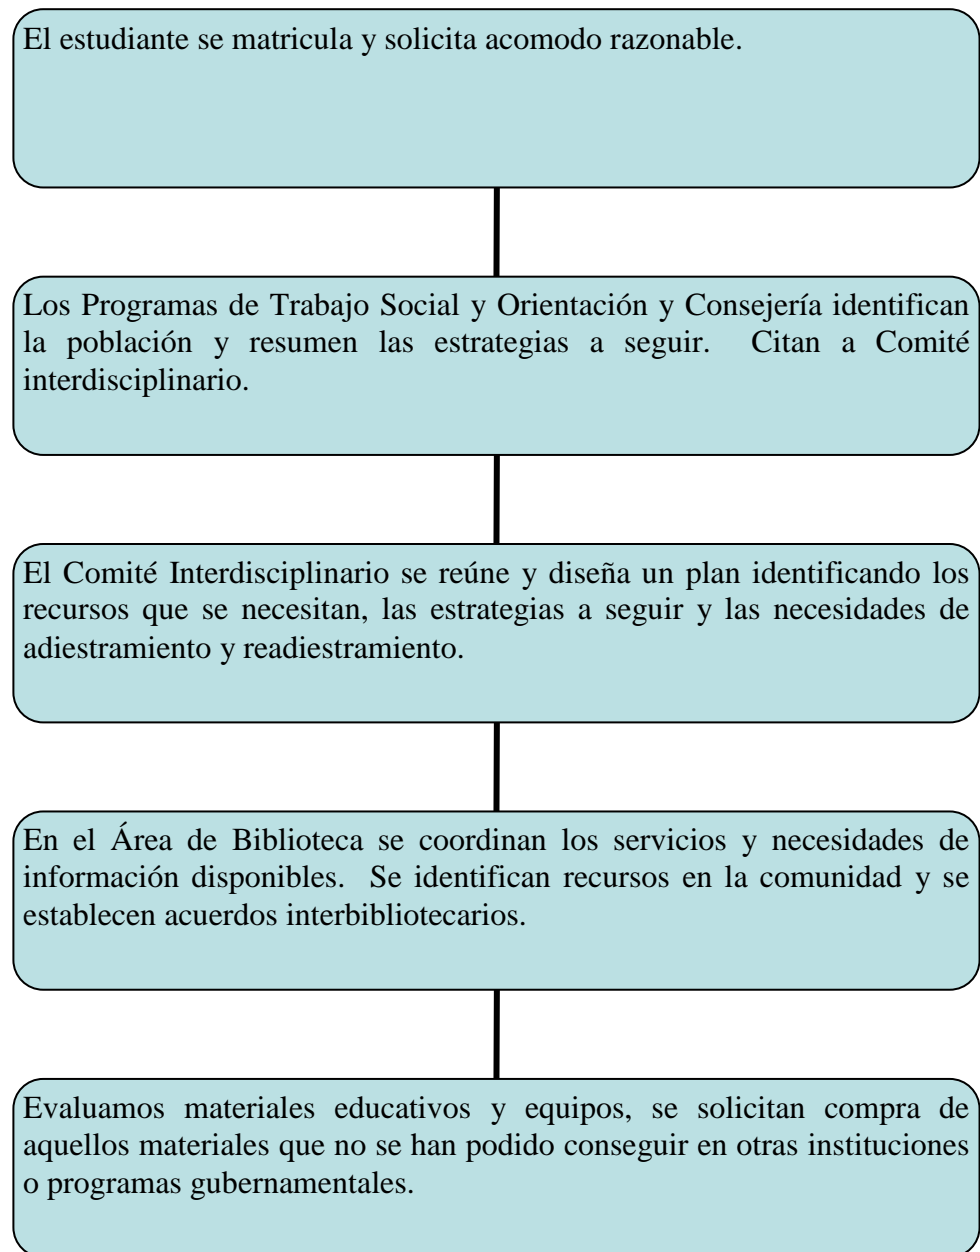 El estudiante se matricula y solicita acomodo razonable.
Los Programas de Trabajo Social y Orientación y Consejería identifican
la población y resumen las estrategias a seguir. Citan a Comité
interdisciplinario.
El Comité Interdisciplinario se reúne y diseña un plan identificando los
recursos que se necesitan, las estrategias a seguir y las necesidades de
adiestramiento y readiestramiento.
En el Área de Biblioteca se coordinan los servicios y necesidades de
información disponibles. Se identifican recursos en la comunidad y se
establecen acuerdos interbibliotecarios.
Evaluamos materiales educativos y equipos, se solicitan compra de
aquellos materiales que no se han podido conseguir en otras instituciones
o programas gubernamentales.